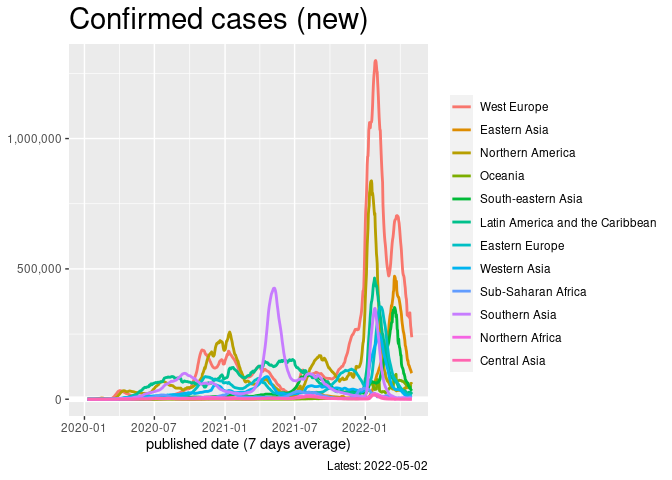 Confirmed cases (new)
1,000,000
500,000
0
2020-01
2020-07
2021-01
2021-07
2022-01
published date (7 days average)
West Europe
Eastern Asia
Northern America
Oceania
South-eastern Asia
Latin America and the Caribbean
Eastern Europe
Western Asia
Sub-Saharan Africa
Southern Asia
Northern Africa
Central Asia
Latest: 2022-05-02